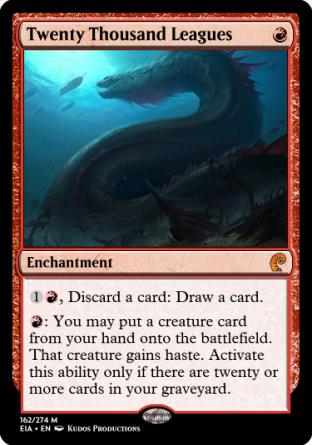 Twenty Thousand Leagues
Enchantment
1, Discard a card: Draw a card.
: You may put a creature card
from your hand onto the battlefield.
That creature gains haste. Activate
this ability only if there are twenty or
more cards in your graveyard.
162/274 M
EIA • EN Kudos Productions